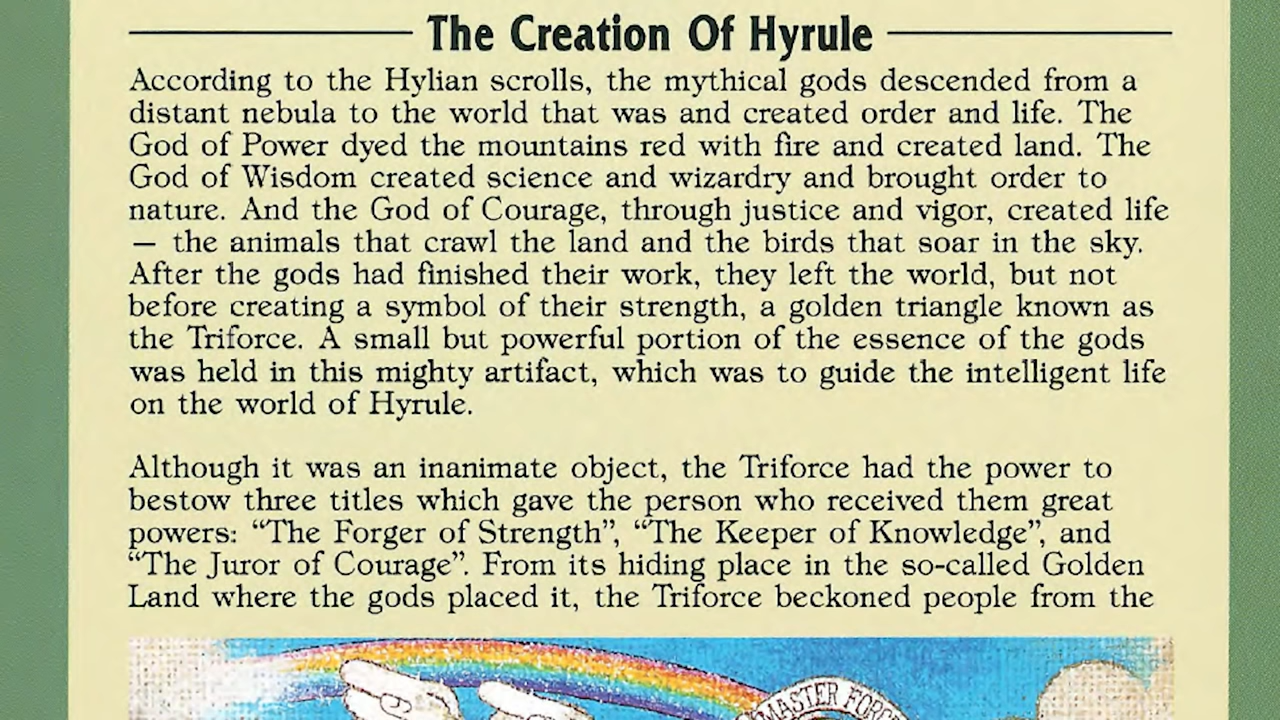 The Creation Of Hyrule
According to the Hylian scrolls, the mythical gods descended from a
distant nebula to the world that was and created order and life. The
God of Power dyed the mountains red with fire and created land. The
God of Wisdom created science and wizardry and brought order to
nature. And the God of Courage, through justice and vigor, created life
— the animals that crawl the land and the birds that soar in the sky.
After the gods had finished their work, they left the world, but not
before creating a symbol of their strength, a golden triangle known as
the Triforce. A small but powerful portion of the essence of the gods
was held in this mighty artifact, which was to guide the intelligent life
on the world of Hyrule.
Although it was an inanimate object, the Triforce had the power to
bestow three titles which gave the person who received them great
powers: “The Forger of Strength”, “The Keeper of Knowledge”, and
“The Juror of Courage”. From its hiding place in the so-called Golden
Land where the gods placed it, the Triforce beckoned people from the
MASTER FORGE